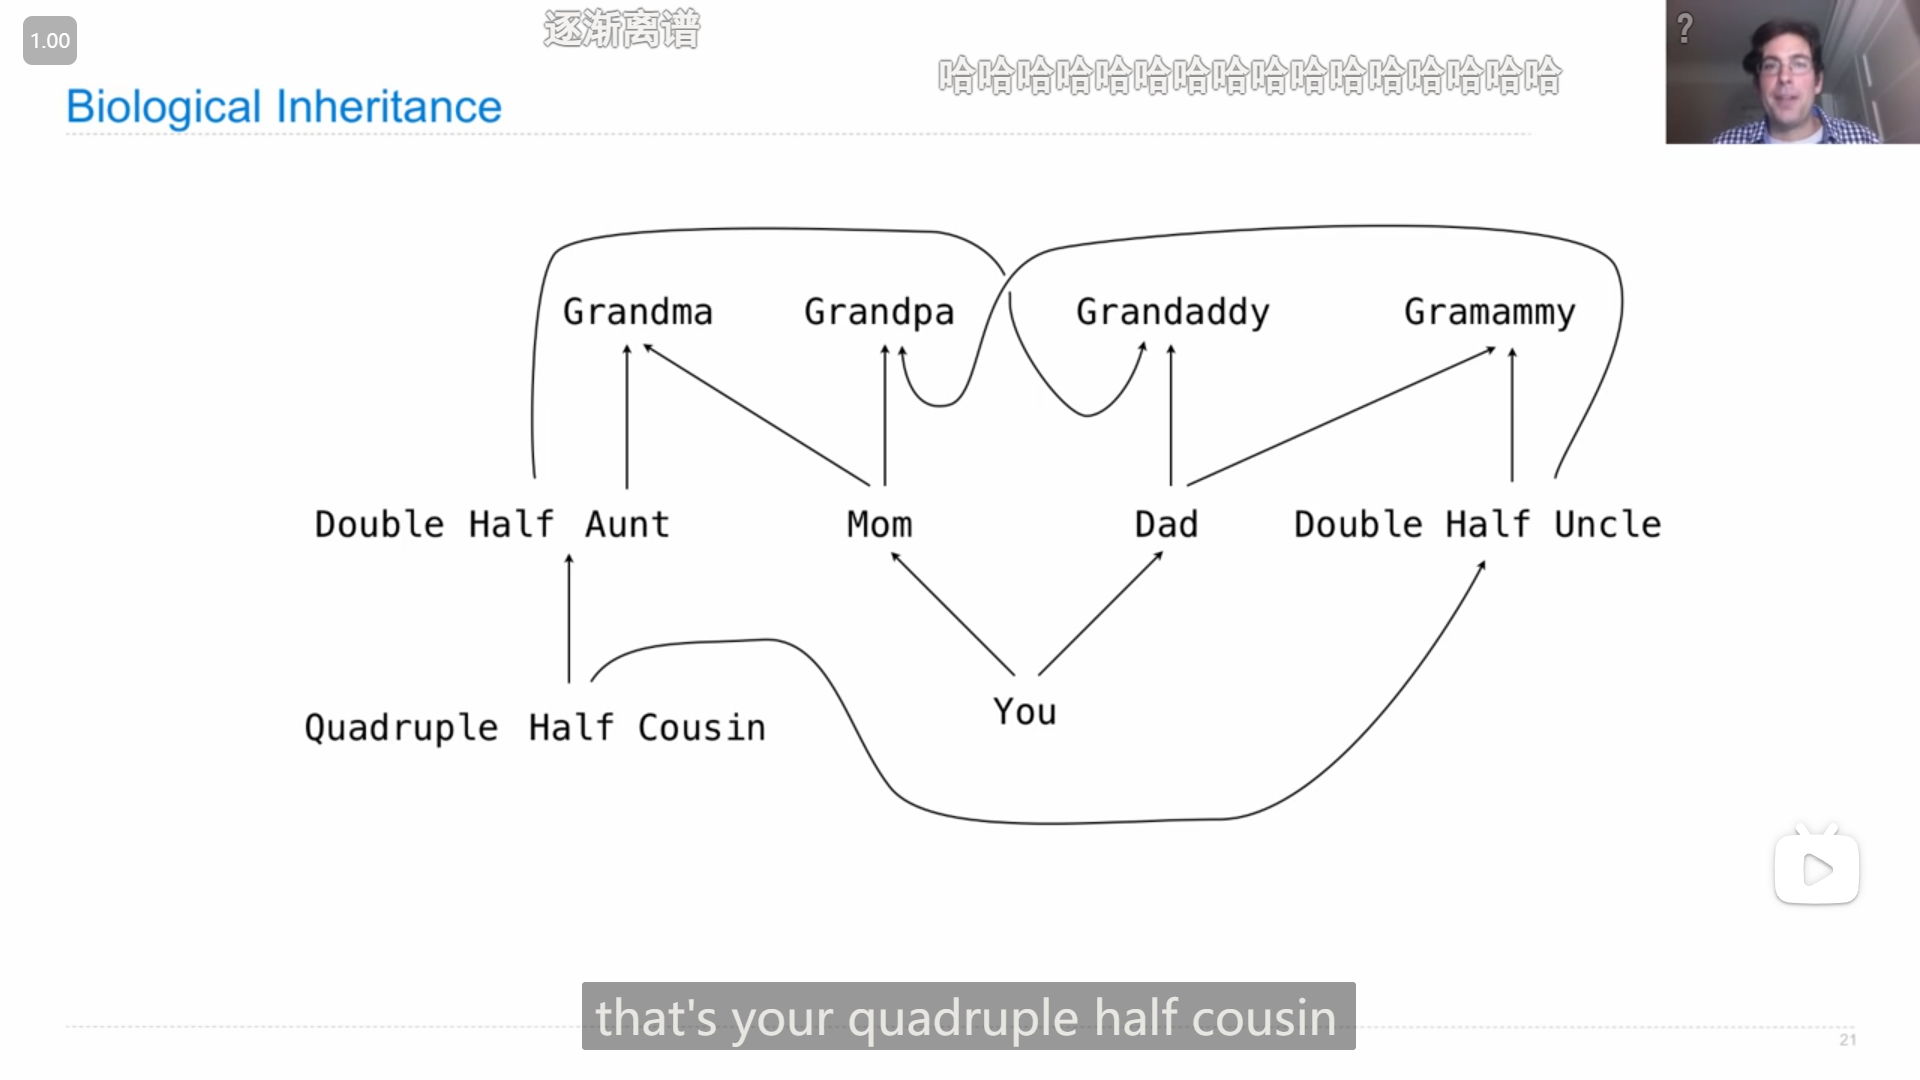 1.00
逐渐离谱
?
哈哈哈哈哈哈哈哈哈哈哈哈哈哈哈哈
Biological Inheritance
Grandma Grandpa Grandaddy Gramammy
Double Half Aunt Mom Dad Double Half Uncle
Quadruple Half Cousin You
that's your quadruple half cousin
21